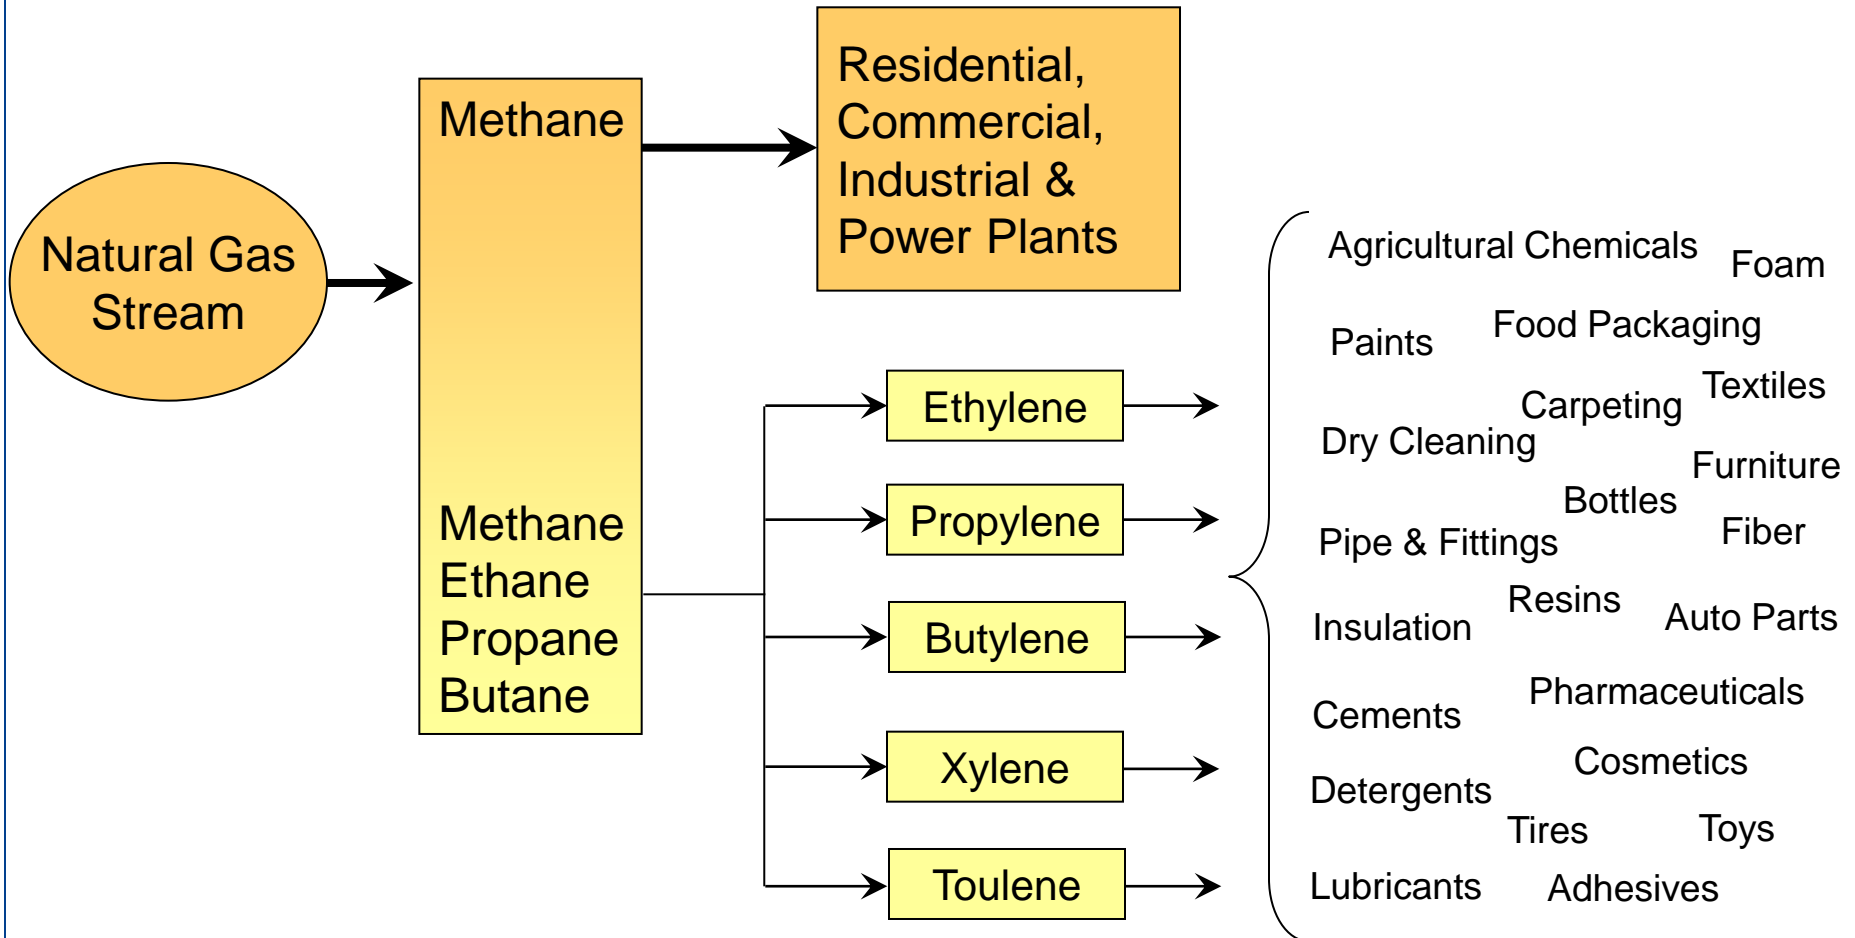 Natural Gas
Stream
Methane
Methane
Ethane
Propane
Butane
Residential,
Commercial,
Industrial &
Power Plants
Ethylene
Propylene
Butylene
Xylene
Toulene
Agricultural Chemicals
Foam
Paints
Food Packaging
Textiles
Carpeting
Dry Cleaning
Furniture
Bottles
Fiber
Pipe & Fittings
Resins
Auto Parts
Insulation
Pharmaceuticals
Cements
Cosmetics
Detergents
Tires
Toys
Lubricants
Adhesives